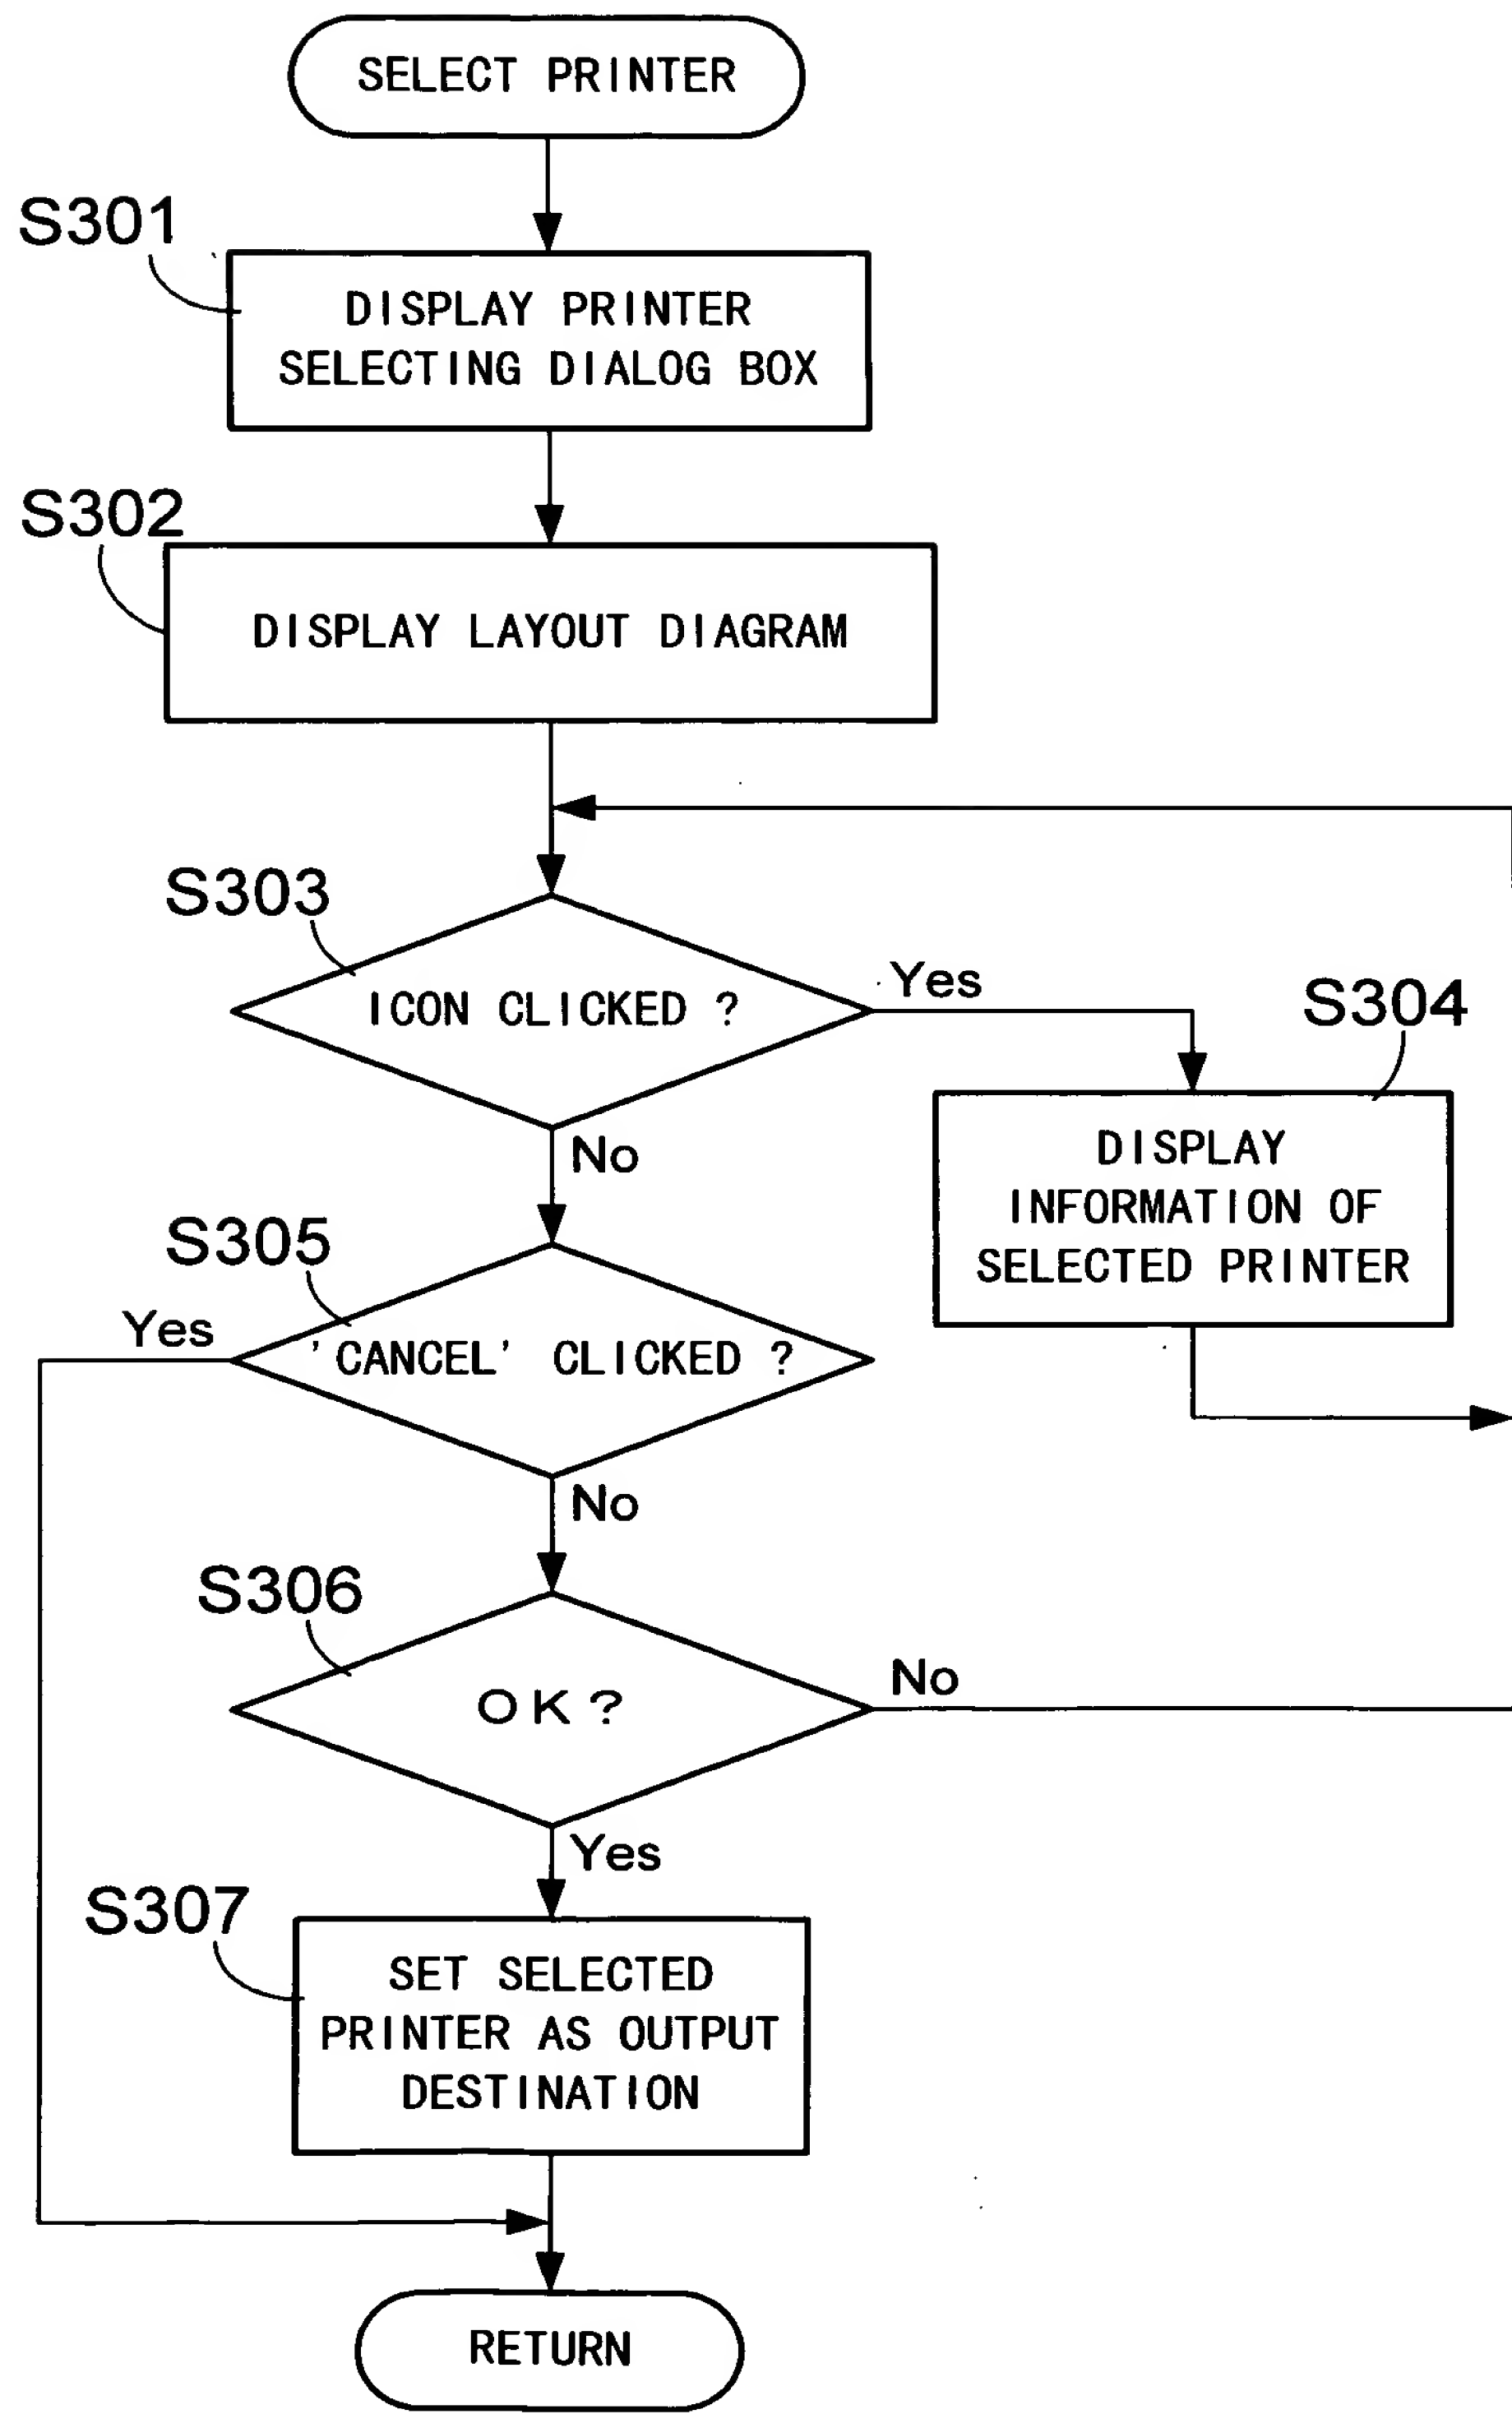 SELECT PRINTER
S301
DISPLAY PRINTER
SELECTING DIALOG BOX
S302
DISPLAY LAYOUT DIAGRAM
S303
ICON CLICKED ?
Yes
S304
DISPLAY
INFORMATION OF
SELECTED PRINTER
No
S305
Yes
'CANCEL' CLICKED ?
No
S306
OK?
No
Yes
S307
SET SELECTED
PRINTER AS OUTPUT
DESTINATION
RETURN